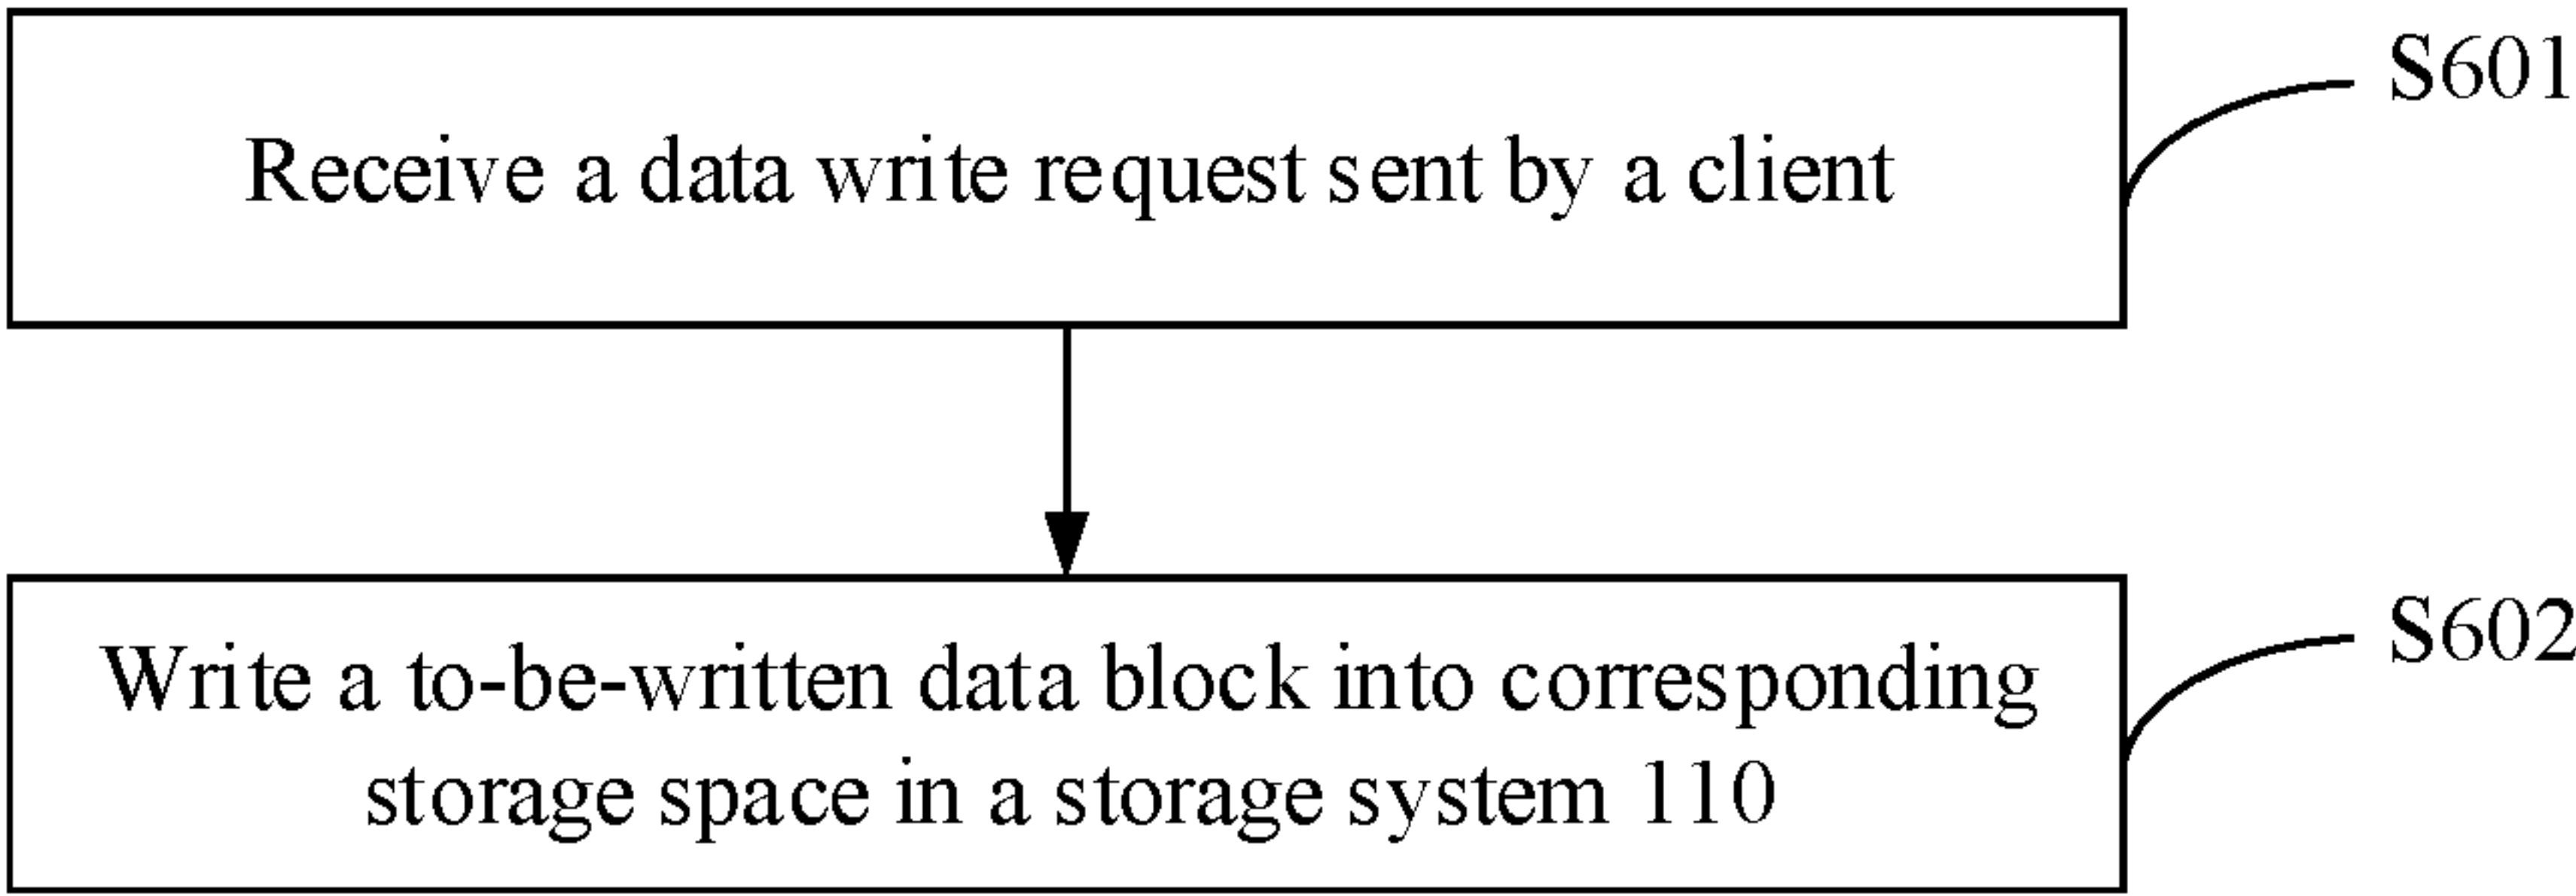 S601
Receive a data write request sent by a client
S602
Write a to-be-written data block into corresponding
storage space in a storage system 110